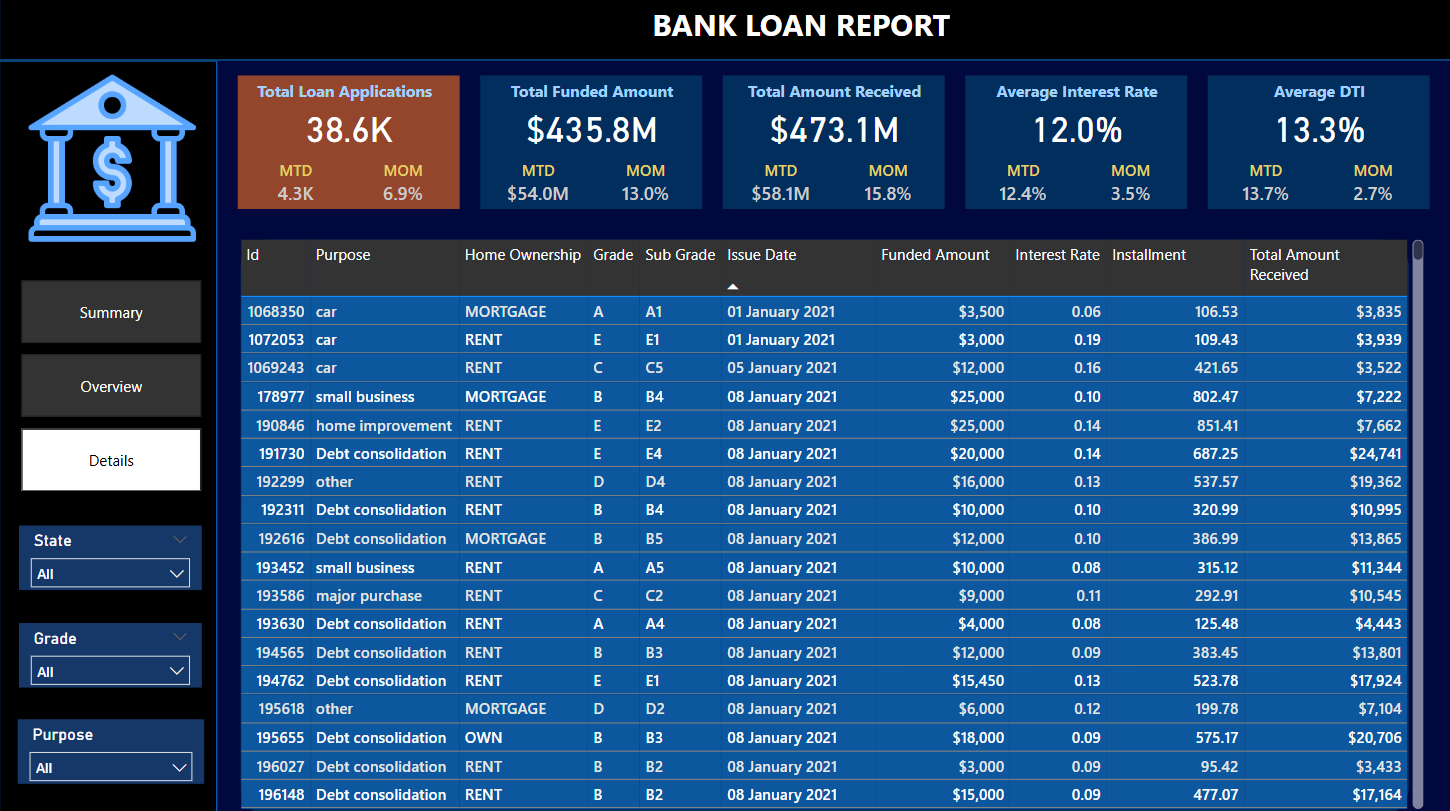 BANK LOAN REPORT
Total Loan Applications
38.6K
MTD MOM
4.3K 6.9%
Total Funded Amount
$435.8M
MTD MOM
$54.0M 13.0%
Total Amount Received
$473.1M
MTD MOM
$58.1M 15.8%
Average Interest Rate
12.0%
MTD MOM
12.4% 3.5%
Average DTI
13.3%
MTD MOM
13.7% 2.7%
$
Summary
Overview
Details
State
All
Grade
All
Purpose
All
Id Purpose Home Ownership Grade Sub Grade Issue Date Funded Amount Interest Rate Installment Total Amount
Received
1068350 car MORTGAGE A A1 01 January 2021 $3,500 0.06 106.53 $3,835
1072053 car RENT E E1 01 January 2021 $3,000 0.19 109.43 $3,939
1069243 car RENT C C5 05 January 2021 $12,000 0.16 421.65 $3,522
178977 small business MORTGAGE B B4 08 January 2021 $25,000 0.10 802.47 $7,222
190846 home improvement RENT E E2 08 January 2021 $25,000 0.14 851.41 $7,662
191730 Debt consolidation RENT E E4 08 January 2021 $20,000 0.14 687.25 $24,741
192299 other RENT D D4 08 January 2021 $16,000 0.13 537.57 $19,362
192311 Debt consolidation RENT B B4 08 January 2021 $10,000 0.10 320.99 $10,995
192616 Debt consolidation MORTGAGE B B5 08 January 2021 $12,000 0.10 386.99 $13,865
193452 small business RENT A A5 08 January 2021 $10,000 0.08 315.12 $11,344
193586 major purchase RENT C C2 08 January 2021 $9,000 0.11 292.91 $10,545
193630 Debt consolidation RENT A A4 08 January 2021 $4,000 0.08 125.48 $4,443
194565 Debt consolidation RENT B B3 08 January 2021 $12,000 0.09 383.45 $13,801
194762 Debt consolidation RENT E E1 08 January 2021 $15,450 0.13 523.78 $17,924
195618 other MORTGAGE D D2 08 January 2021 $6,000 0.12 199.78 $7,104
195655 Debt consolidation OWN B B3 08 January 2021 $18,000 0.09 575.17 $20,706
196027 Debt consolidation RENT B B2 08 January 2021 $3,000 0.09 95.42 $3,433
196148 Debt consolidation RENT B B2 08 January 2021 $15,000 0.09 477.07 $17,164